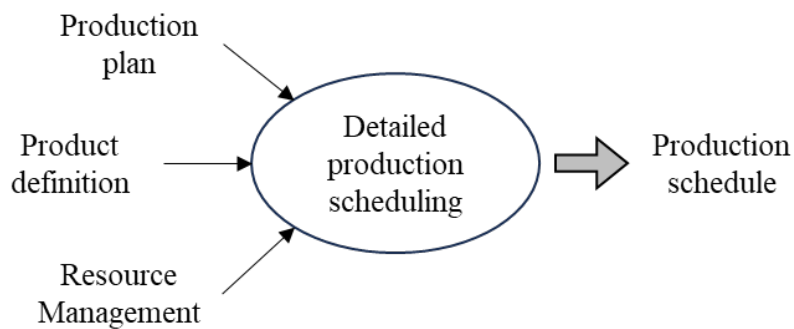 Production
plan
Product
definition
Resource
Management
Detailed
production
scheduling
Production
schedule